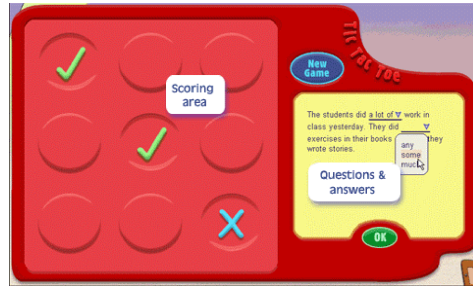 Tic Tac Toe
New
Game
Scoring
area
The students did a lot of work in
class yesterday. They did
exercises in their books they
wrote stories.
any
some
much
Questions &
answers
OK